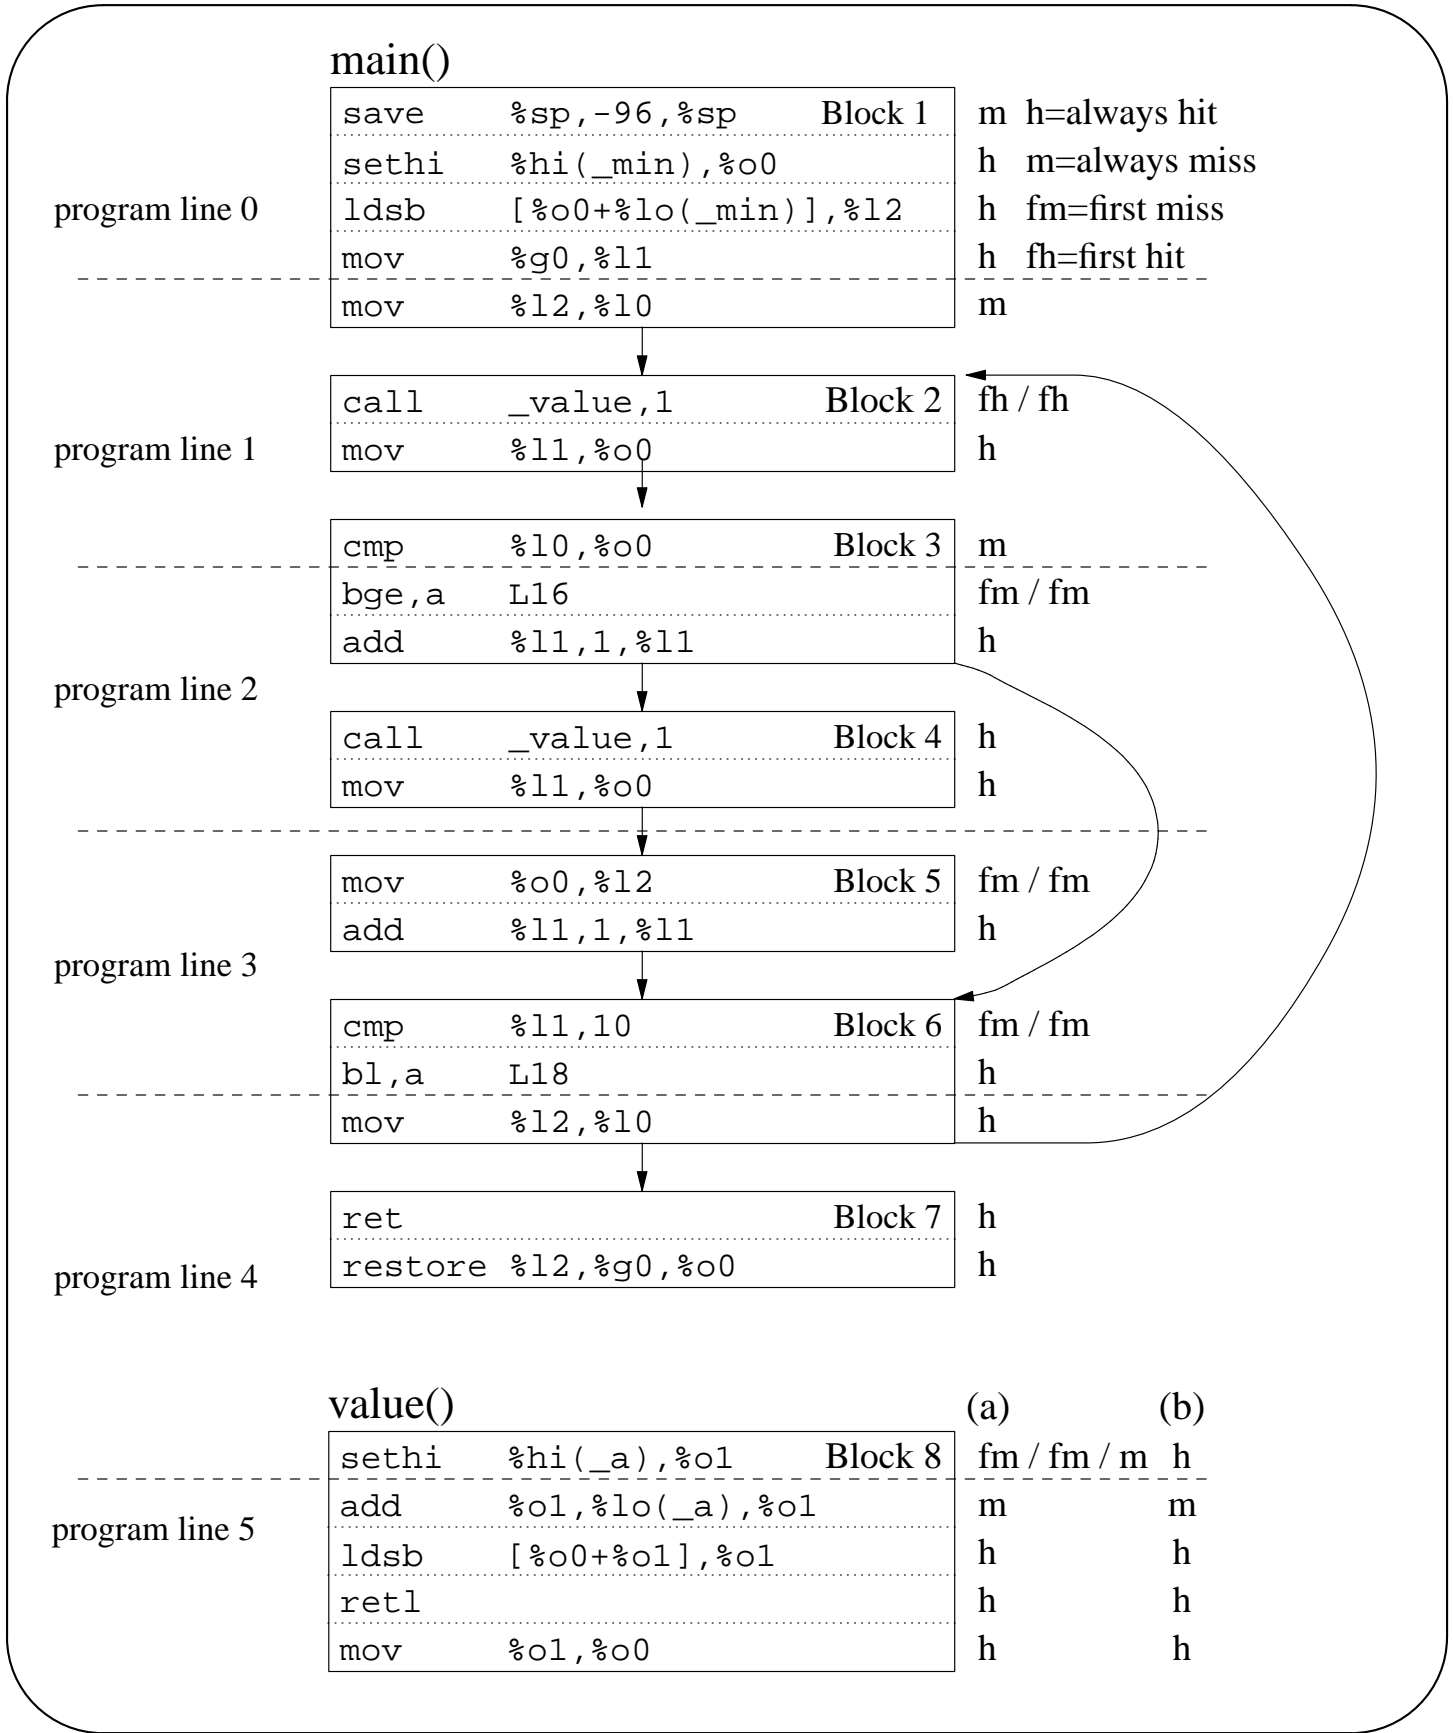 main()
save %sp,-96,%sp Block 1 m h=always hit
sethi %hi(_min),%o0 h m=always miss
program line 0 ldsb [%o0+%lo(_min)],%l2 h fm=first miss
mov %g0,%l1 h fh=first hit
mov %l2,%l0 m
call _value,1 Block 2 fh / fh
program line 1 mov %l1,%o0 h
cmp %l0,%o0 Block 3 m
bge,a L16 fm / fm
add %l1,1,%l1 h
program line 2
call _value,1 Block 4 h
mov %l1,%o0 h
mov %o0,%l2 Block 5 fm / fm
add %l1,1,%l1 h
program line 3
cmp %l1,10 Block 6 fm / fm
bl,a L18 h
mov %l2,%l0 h
ret Block 7 h
program line 4 restore %l2,%g0,%o0 h
value() (a) (b)
sethi %hi(_a),%o1 Block 8 fm / fm / m h
add %o1,%lo(_a),%o1 m m
program line 5
ldsb [%o0+%o1],%o1 h h
retl h h
mov %o1,%o0 h h